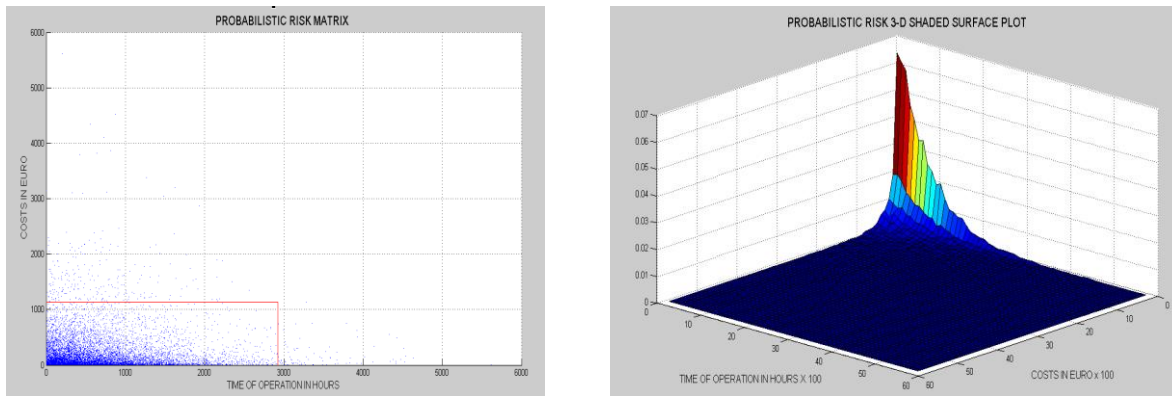 PROBABILISTIC RISK MATRIX
6000
5000
4000
3000
2000
1000
0
COSTS IN EURO
0 1000 2000 3000 4000 5000 6000
TIME OF OPERATION IN HOURS
PROBABILISTIC RISK 3-D SHADED SURFACE PLOT
0.07
0.06
0.05
0.04
0.03
0.02
0.01
0
0 10 20 30 40 50 60
TIME OF OPERATION IN HOURS X 100
60 50 40 30 20 10 0
COSTS IN EURO x 100